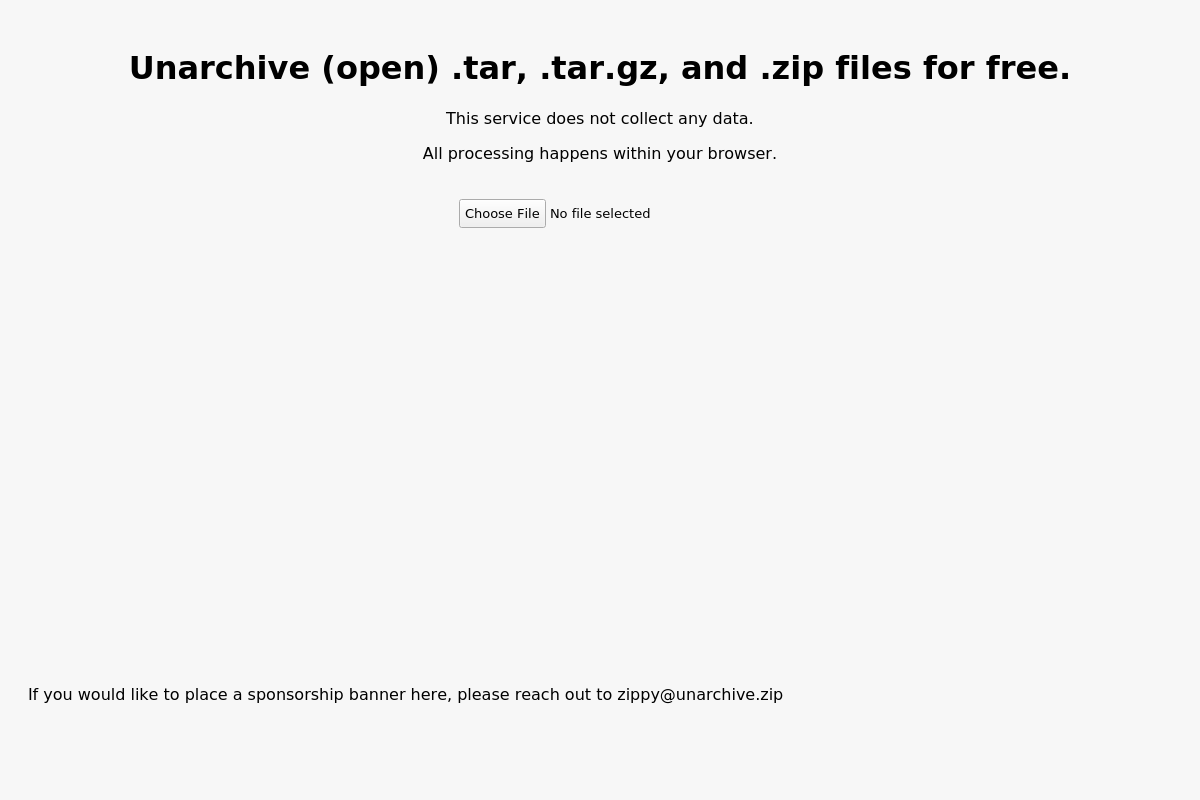 Unarchive (open) .tar, .tar.gz, and .zip files for free.
This service does not collect any data.
All processing happens within your browser.
Choose File No file selected
If you would like to place a sponsorship banner here, please reach out to zippy@unarchive.zip